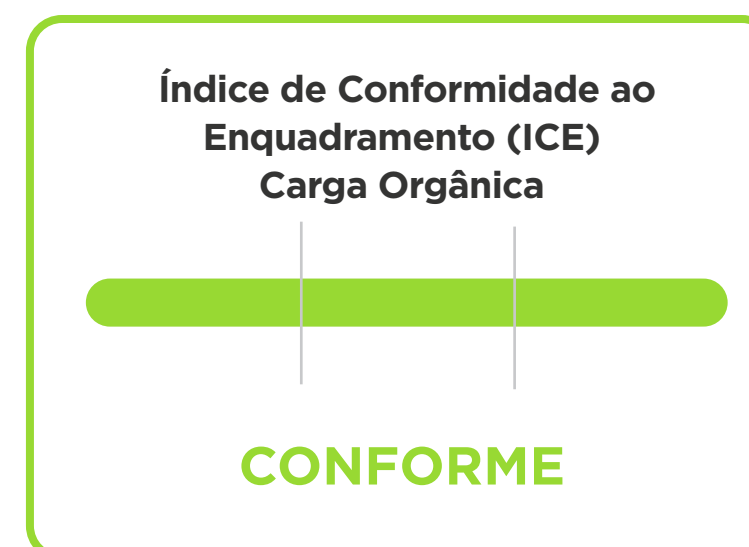 Índice de Conformidade ao
Enquadramento (ICE)
Carga Orgânica
CONFORME